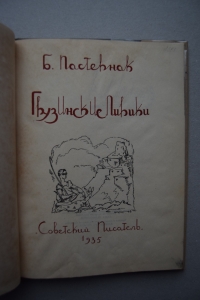 Б. Пастернак
Грузинские Лирики
Советский Писатель
1935